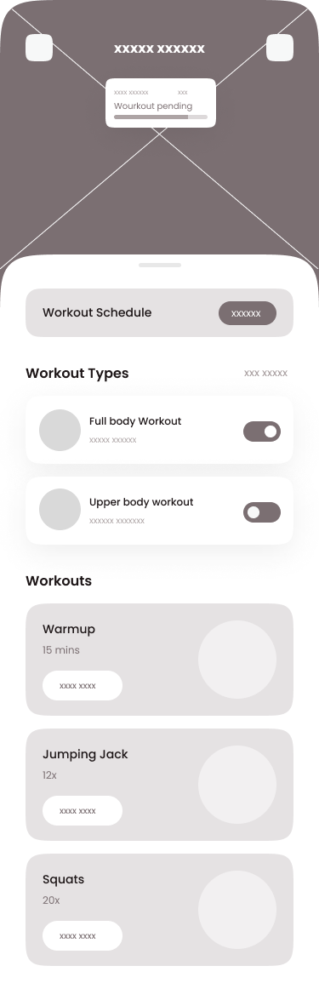 xxxxx xxxxxx
xxxx xxxxxx xxx
Wourkout pending
Workout Schedule xxxxxx
Workout Types xxx xxxxx
Full body Workout
xxxxx xxxxxx
Upper body workout
xxxxxx xxxxxxx
Workouts
Warmup
15 mins
xxxx xxxx
Jumping Jack
12x
xxxx xxxx
Squats
20x
xxxx xxxx